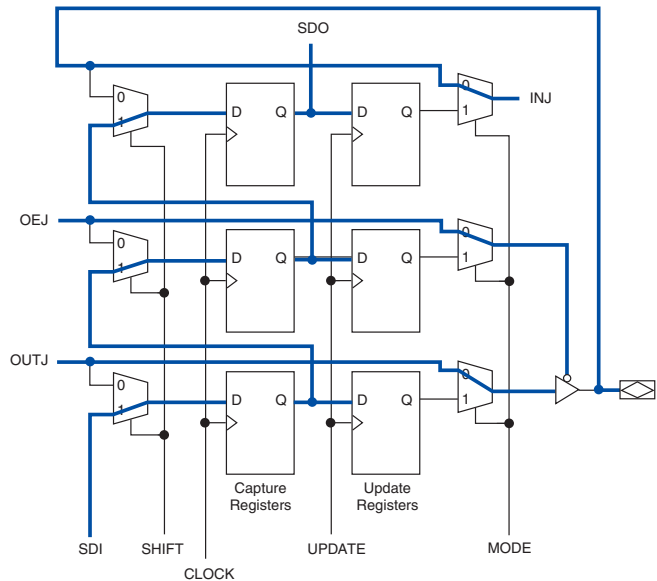 SDO
0
1
D Q
D Q
0
1
INJ
OEJ
0
1
D Q
D Q
0
1
OUTJ
0
1
D Q
D Q
0
1
Capture
Registers
Update
Registers
SDI
SHIFT
CLOCK
UPDATE
MODE